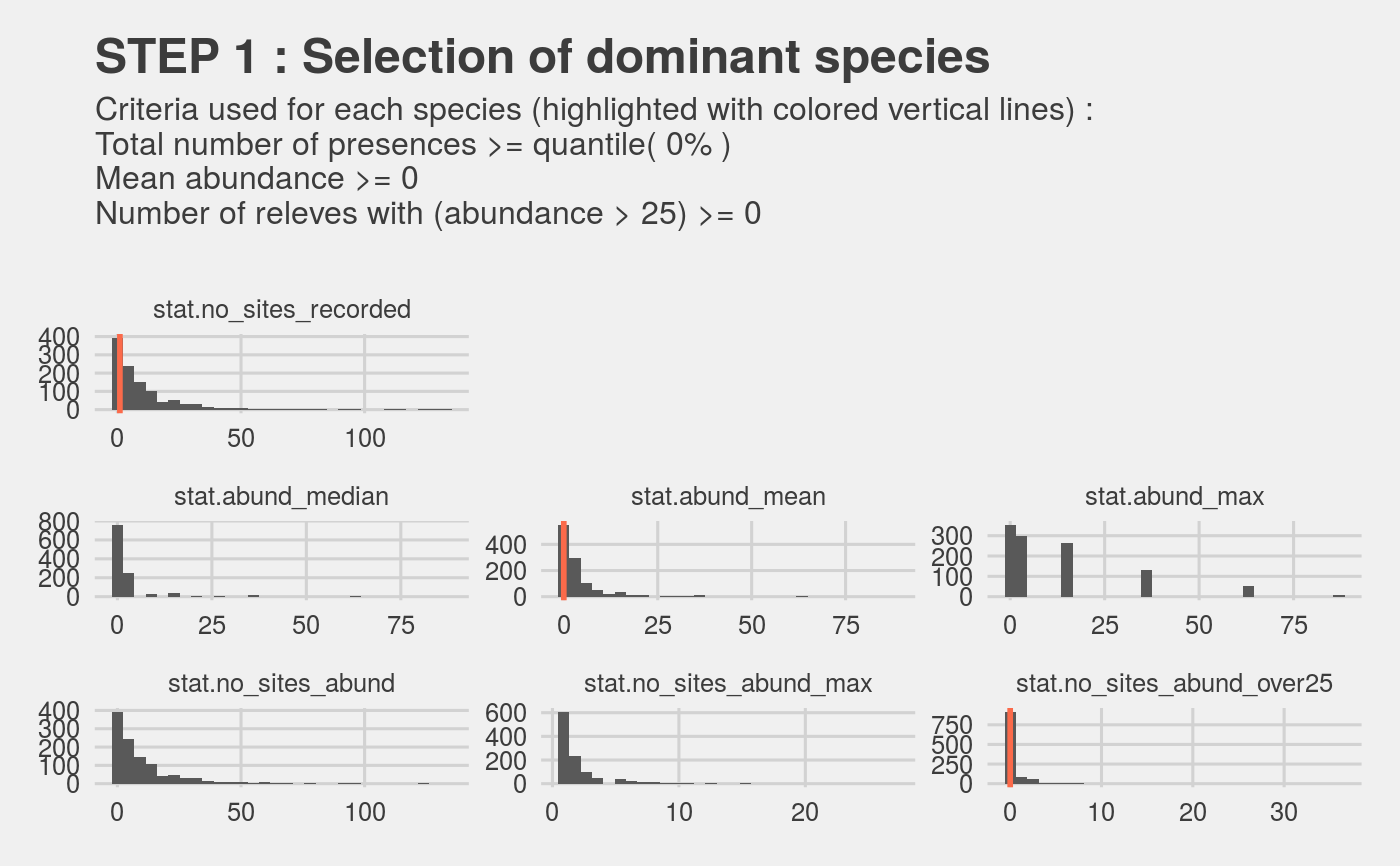 STEP 1 : Selection of dominant species
Criteria used for each species (highlighted with colored vertical lines) :
Total number of presences >= quantile( 0% )
Mean abundance >= 0
Number of releves with (abundance > 25) >= 0
stat.no_sites_recorded
400
300
200
100
0
0 50 100
stat.abund_median
800
600
400
200
0
0 25 50 75
stat.abund_mean
400
200
0
0 25 50 75
stat.abund_max
300
200
100
0
0 25 50 75
stat.no_sites_abund
400
300
200
100
0
0 50 100
stat.no_sites_abund_max
600
400
200
0
0 10 20
stat.no_sites_abund_over25
750
500
250
0
0 10 20 30